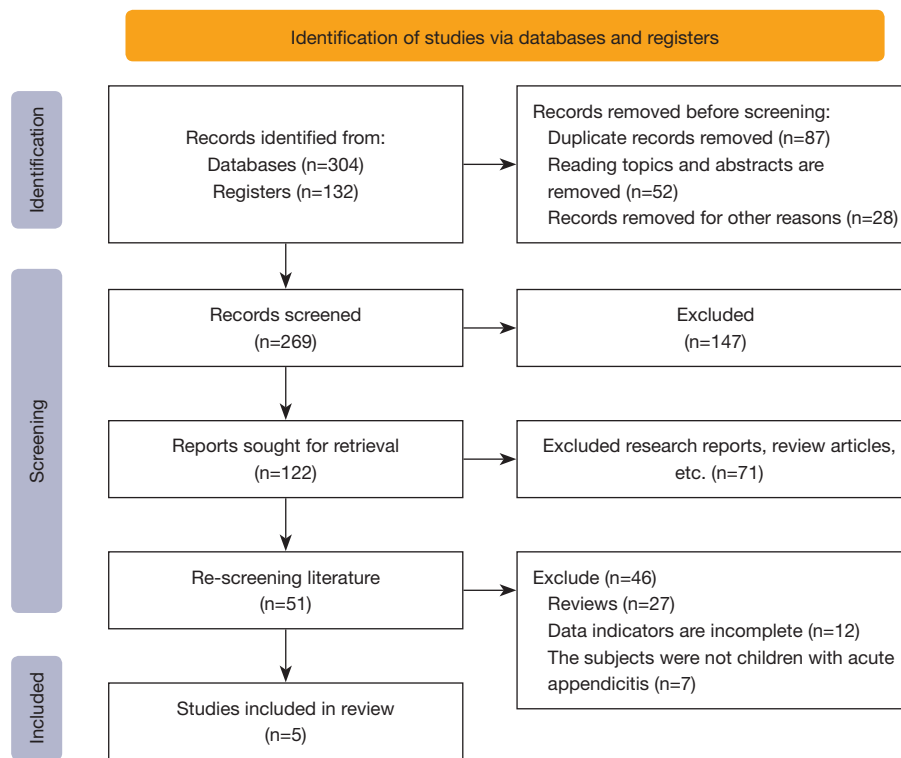 Identification of studies via databases and registers
Identification
Records identified from:
Databases (n=304)
Registers (n=132)
Records removed before screening:
Duplicate records removed (n=87)
Reading topics and abstracts are
removed (n=52)
Records removed for other reasons (n=28)
Screening
Records screened
(n=269)
Excluded
(n=147)
Reports sought for retrieval
(n=122)
Excluded research reports, review articles,
etc. (n=71)
Re-screening literature
(n=51)
Exclude (n=46)
Reviews (n=27)
Data indicators are incomplete (n=12)
The subjects were not children with acute
appendicitis (n=7)
Included
Studies included in review
(n=5)